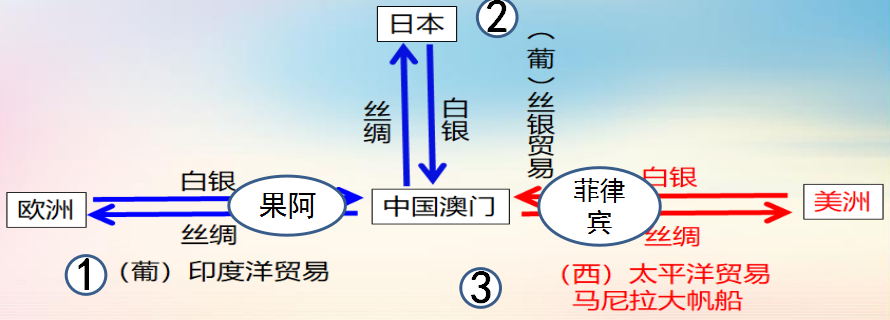 日本
②
（葡）丝银贸易
丝绸
白银
白银
果阿
欧洲
丝绸
中国澳门
菲律
宾
白银
美洲
丝绸
①
（葡）印度洋贸易
③
（西）太平洋贸易
马尼拉大帆船